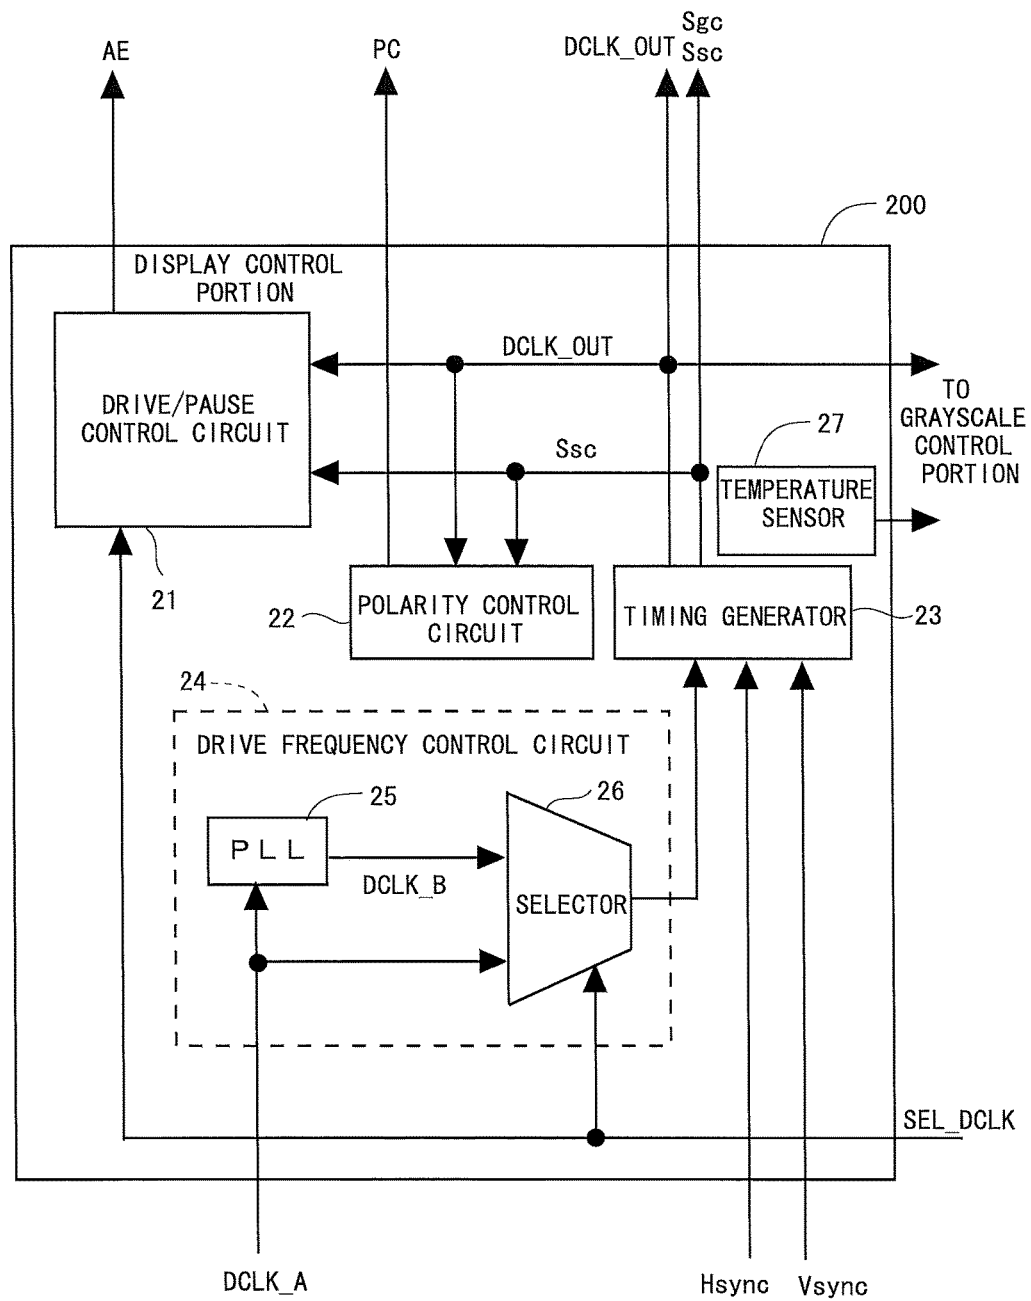 AE
PC
DCLK_OUT
Sgc
Ssc
200
DISPLAY CONTROL
PORTION
DCLK_OUT
DRIVE/PAUSE
CONTROL CIRCUIT
TO
GRAYSCALE
CONTROL
PORTION
27
Ssc
TEMPERATURE
SENSOR
21
22
POLARITY CONTROL
CIRCUIT
TIMING GENERATOR
23
24
DRIVE FREQUENCY CONTROL CIRCUIT
25
26
PLL
DCLK_B
SELECTOR
SEL_DCLK
DCLK_A
Hsync
Vsync